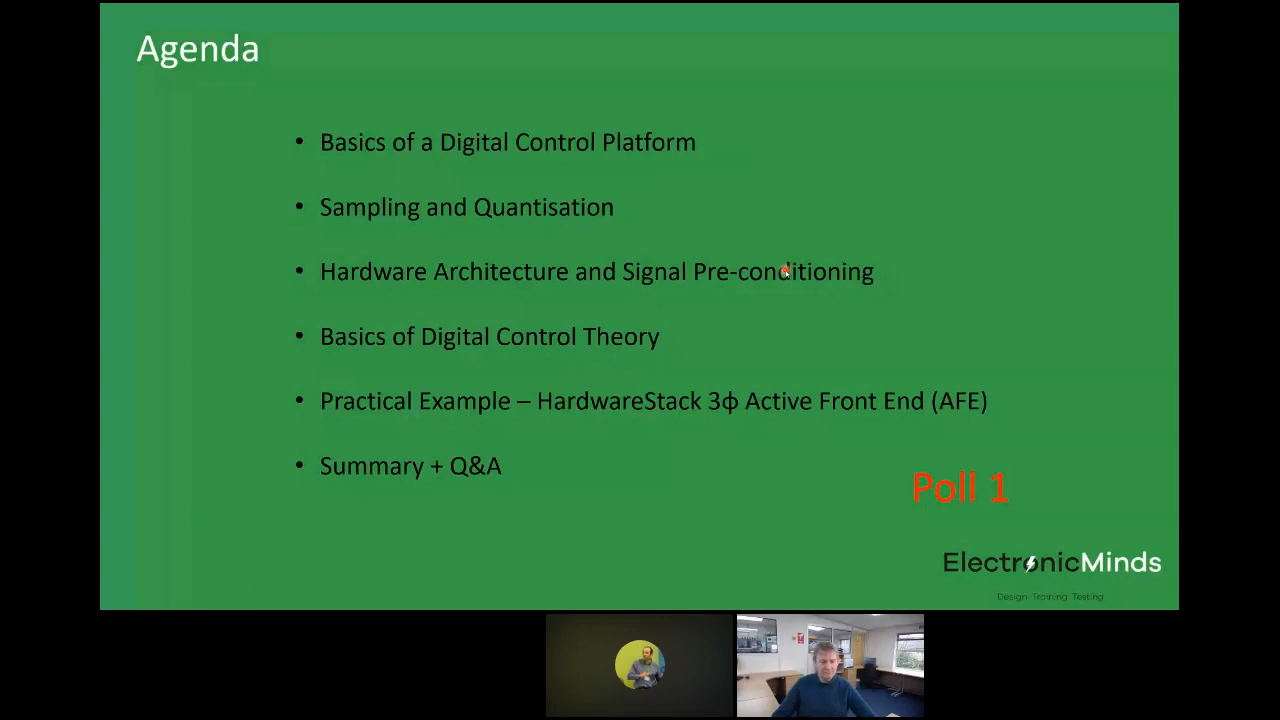 Agenda
• Basics of a Digital Control Platform
• Sampling and Quantisation
• Hardware Architecture and Signal Pre-conditioning
• Basics of Digital Control Theory
• Practical Example – HardwareStack 3ф Active Front End (AFE)
• Summary + Q&A
Poll 1
ElectronicMinds
Design Training Testing